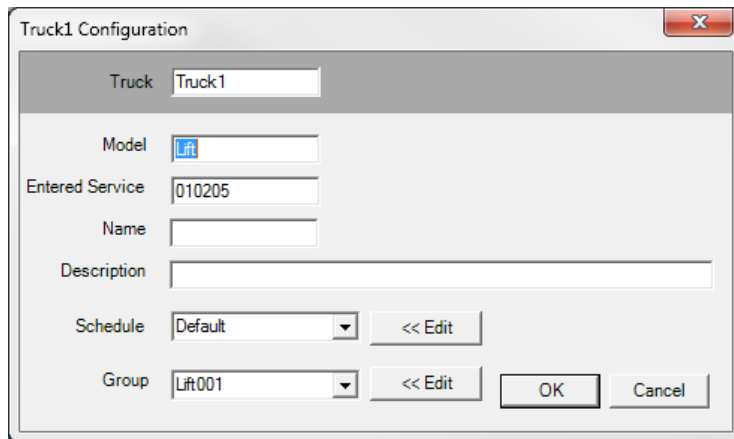 Truck1 Configuration
Truck Truck1
Model Lift
Entered Service 010205
Name
Description
Schedule Default << Edit
Group Lift001 << Edit OK Cancel